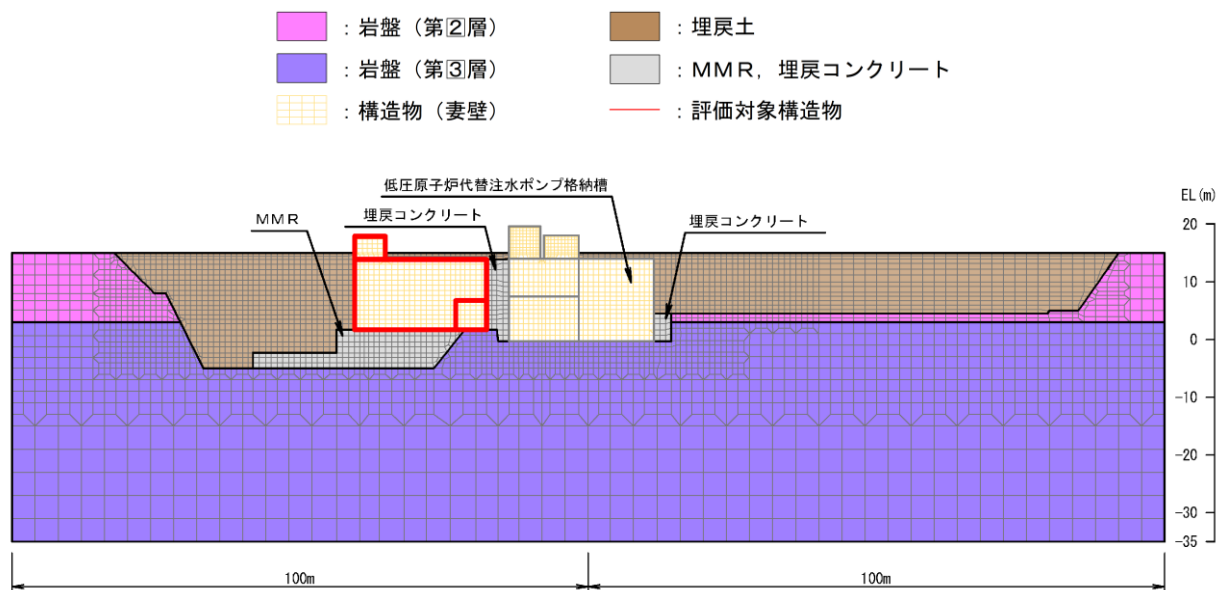 ：岩盤（第②層）
：埋戻土
：岩盤（第③層）
：ＭＭＲ，埋戻コンクリート
：構造物（妻壁）
：評価対象構造物
低圧原子炉代替注水ポンプ格納槽
EL(m)
ＭＭＲ
埋戻コンクリート
埋戻コンクリート
20
10
0
-10
-20
-30
-35
100m
100m